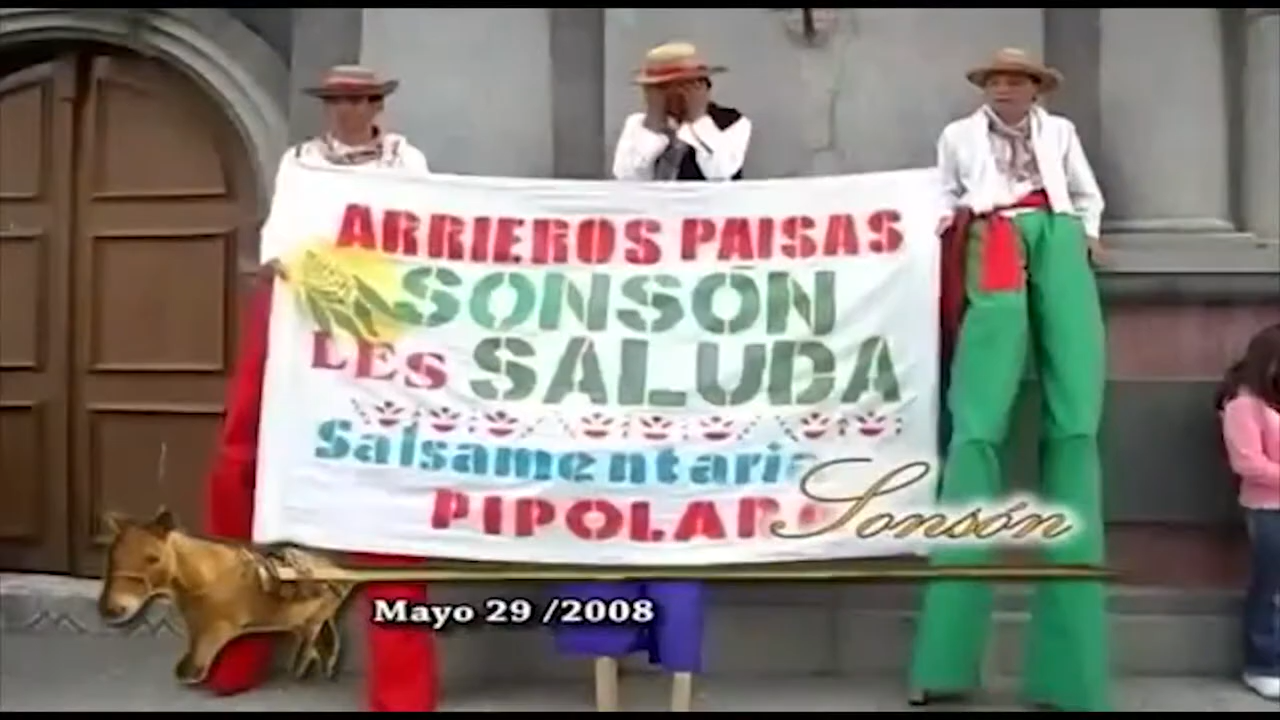 ARRIEROS PAISAS
SONSÓN
LES SALUDA
Salsamentaria
PIPOLAR
Sonsón
Mayo 29 /2008